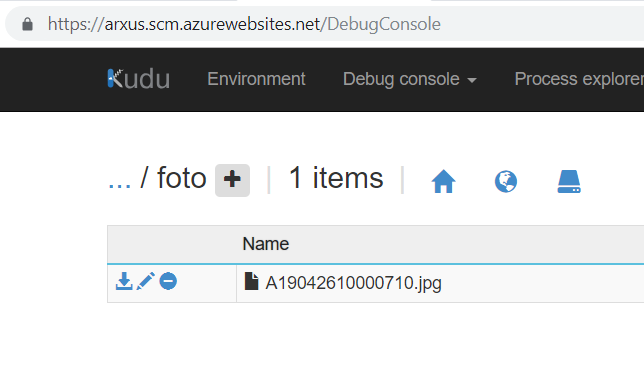 https://arxus.scm.azurewebsites.net/DebugConsole
Kudu Environment Debug console Process explorer
... / foto + | 1 items |
Name
A19042610000710.jpg